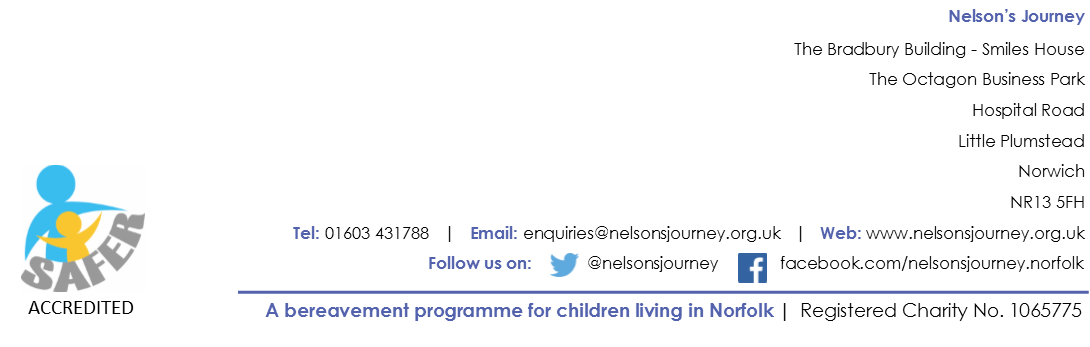 Nelson's Journey
The Bradbury Building - Smiles House
The Octagon Business Park
Hospital Road
Little Plumstead
Norwich
NR13 5FH
Tel: 01603 431788 | Email: enquiries@nelsonsjourney.org.uk | Web: www.nelsonsjourney.org.uk
Follow us on: @nelsonsjourney facebook.com/nelsonsjourney.norfolk
SAFER
ACCREDITED
A bereavement programme for children living in Norfolk | Registered Charity No. 1065775